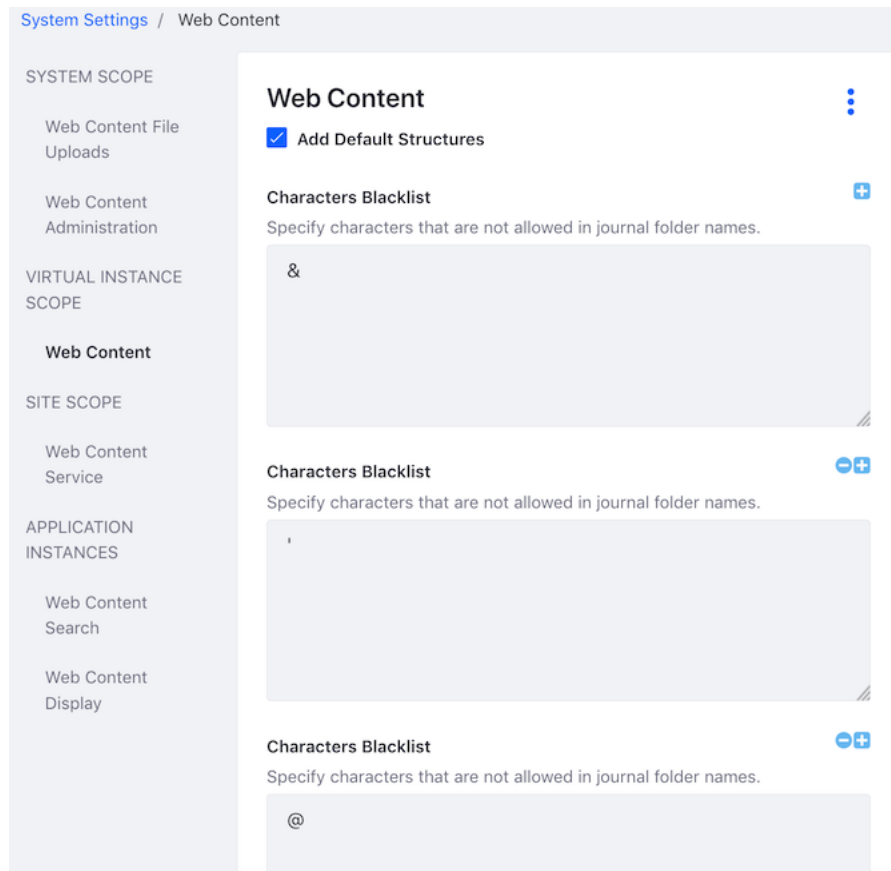 System Settings / Web Content
SYSTEM SCOPE
Web Content File
Uploads
Web Content
Administration
VIRTUAL INSTANCE
SCOPE
Web Content
SITE SCOPE
Web Content
Service
APPLICATION
INSTANCES
Web Content
Search
Web Content
Display
Web Content
Add Default Structures
Characters Blacklist
Specify characters that are not allowed in journal folder names.
&
Characters Blacklist
Specify characters that are not allowed in journal folder names.
'
Characters Blacklist
Specify characters that are not allowed in journal folder names.
@